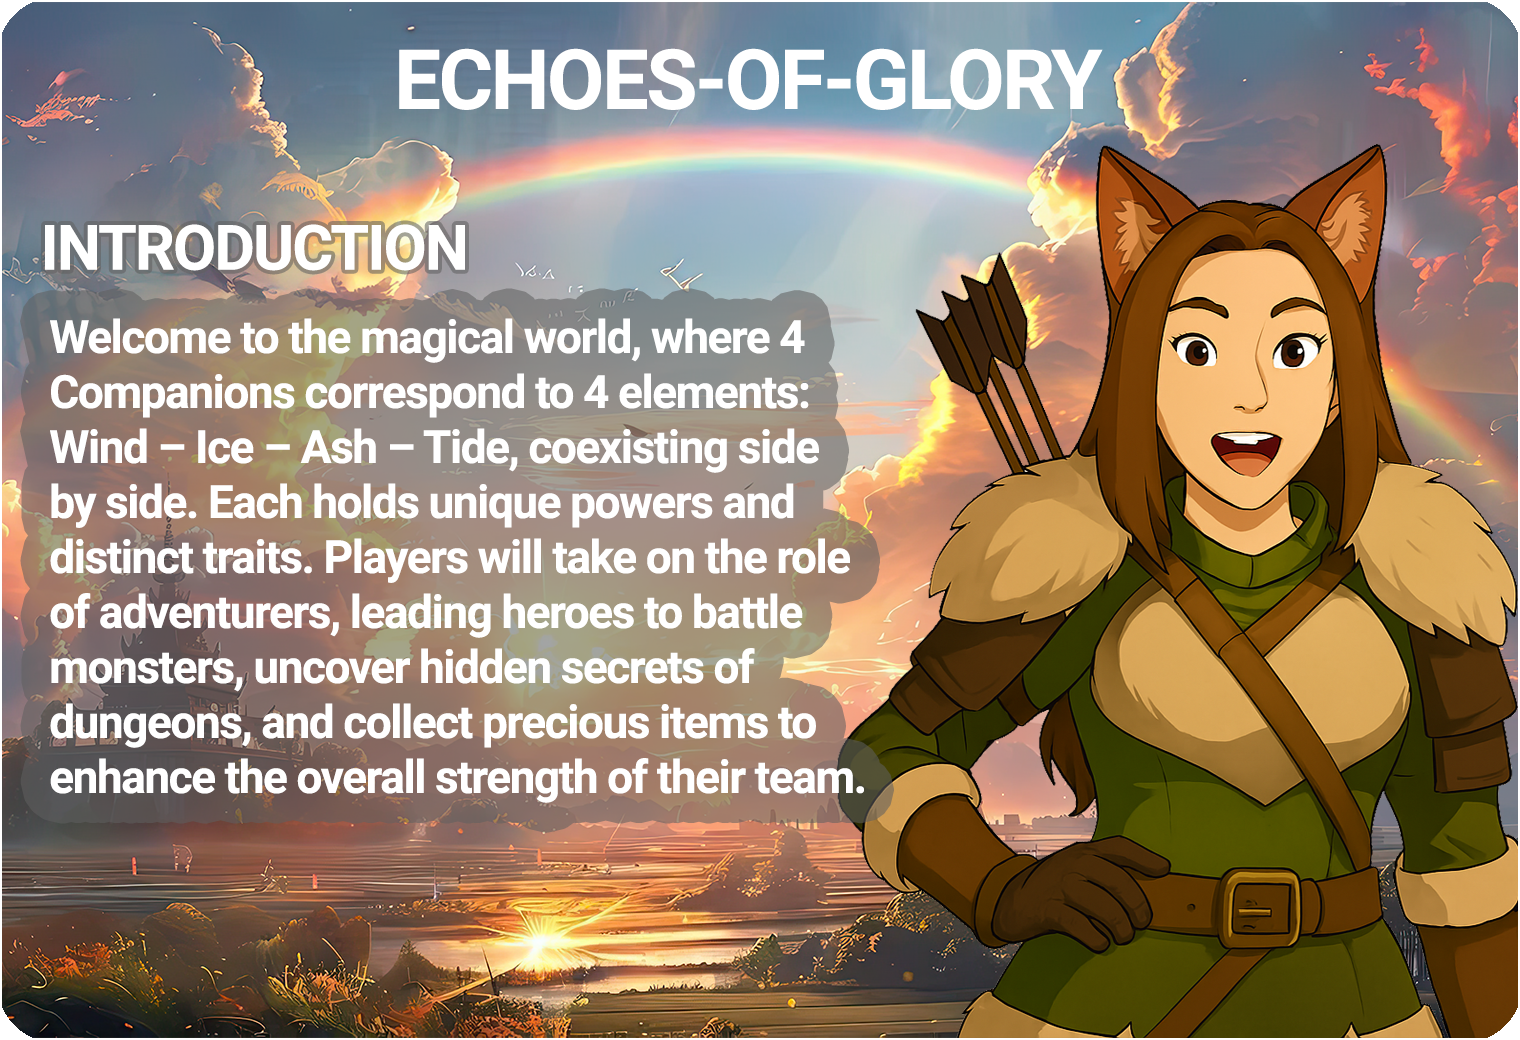 ECHOES-OF-GLORY
INTRODUCTION
Welcome to the magical world, where 4
Companions correspond to 4 elements:
Wind – Ice – Ash – Tide, coexisting side
by side. Each holds unique powers and
distinct traits. Players will take on the role
of adventurers, leading heroes to battle
monsters, uncover hidden secrets of
dungeons, and collect precious items to
enhance the overall strength of their team.